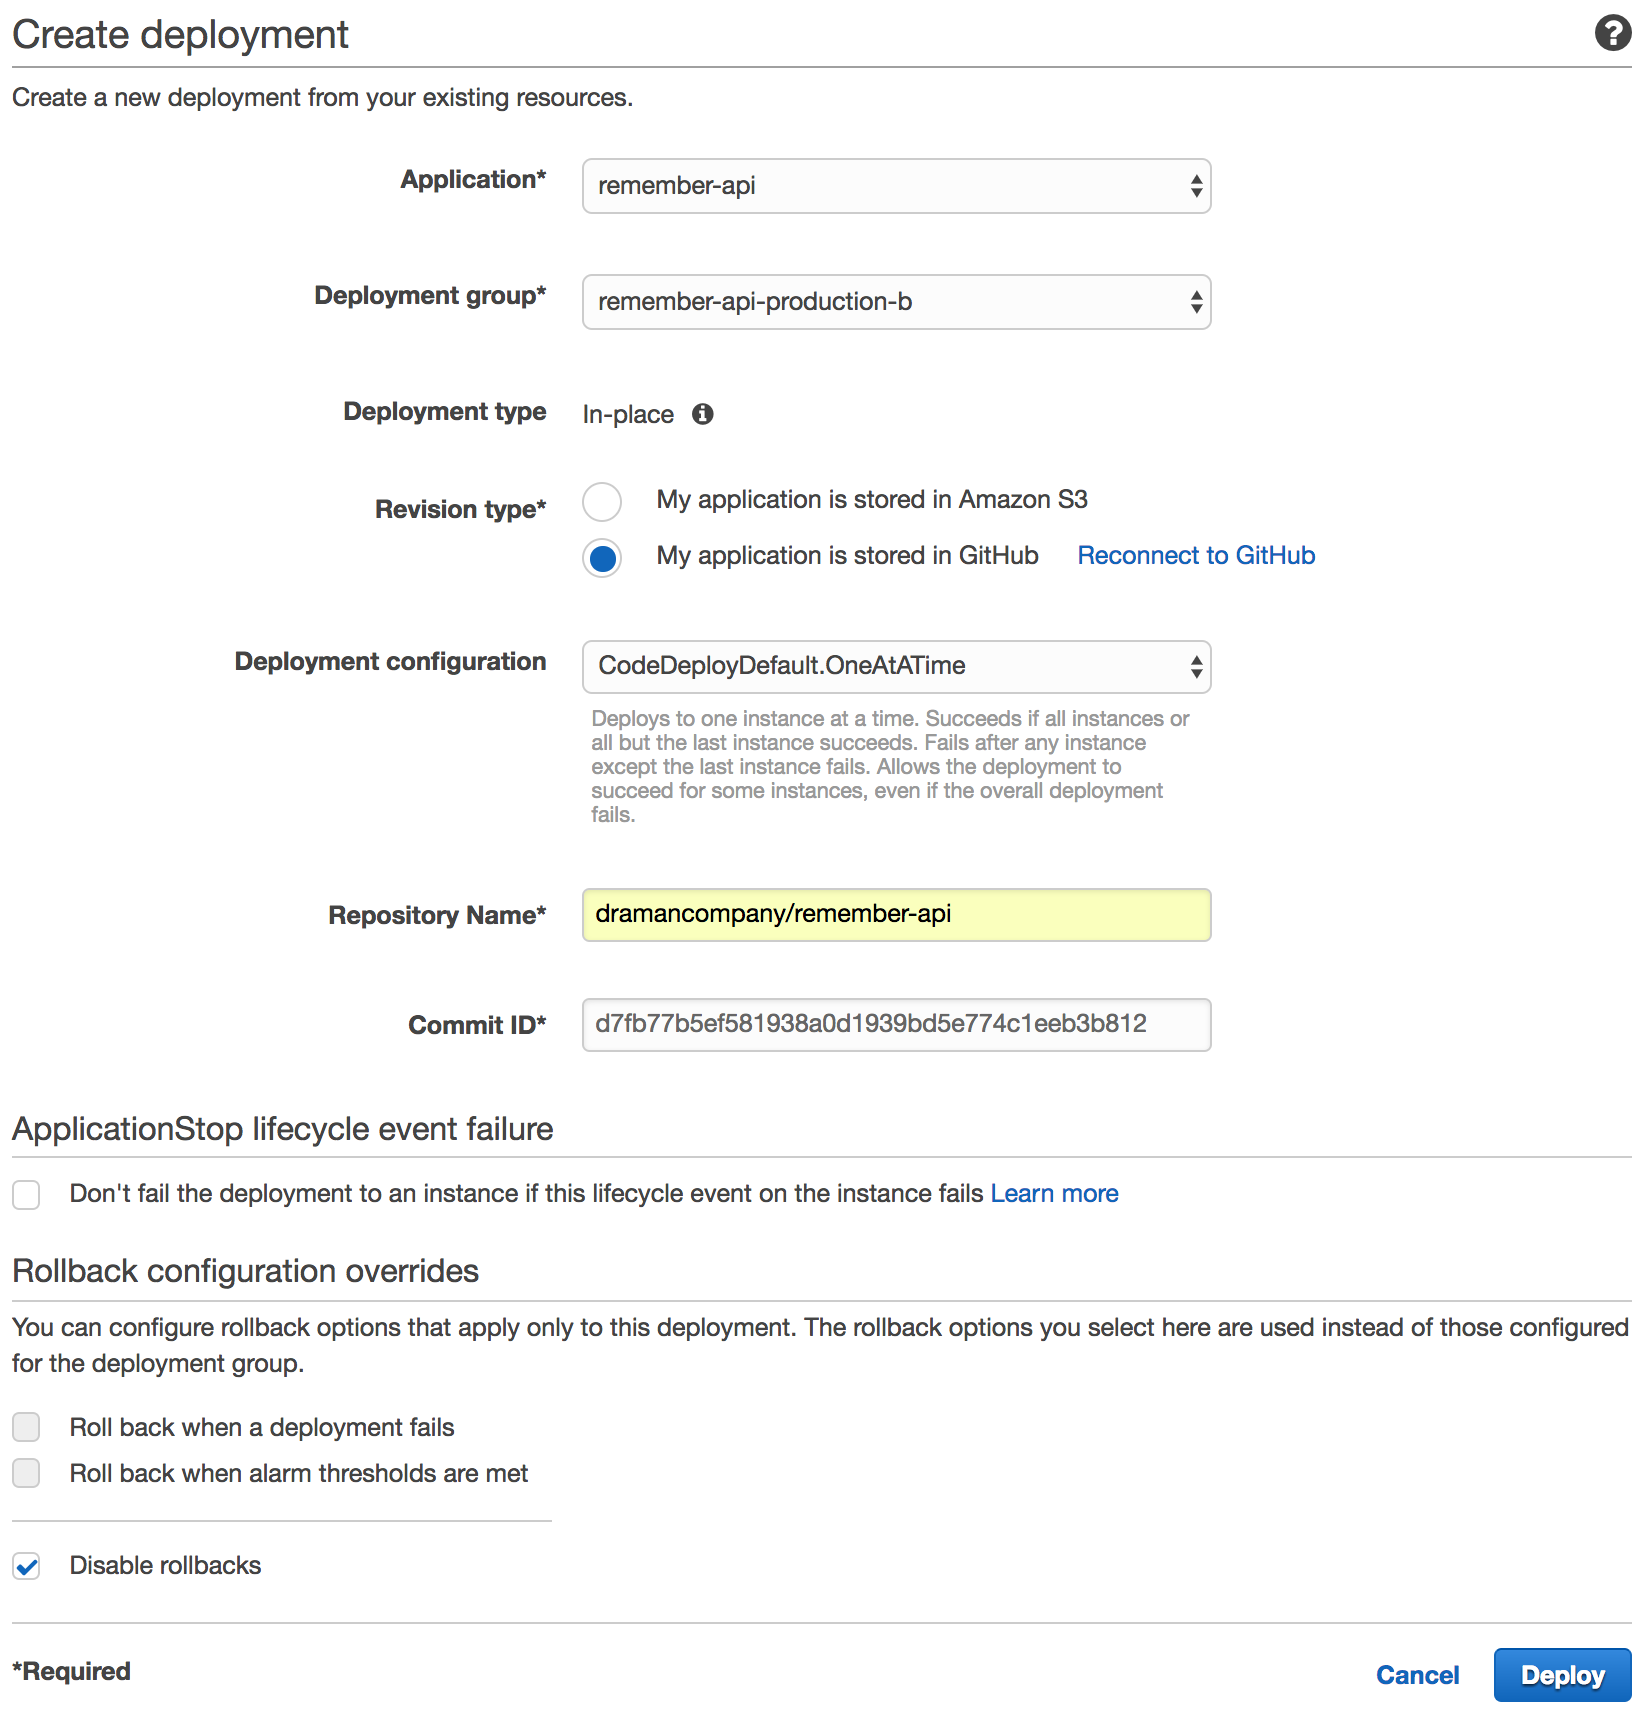 Create deployment
Create a new deployment from your existing resources.
Application* remember-api
Deployment group* remember-api-production-b
Deployment type In-place
Revision type* My application is stored in Amazon S3
My application is stored in GitHub Reconnect to GitHub
Deployment configuration CodeDeployDefault.OneAtATime
Deploys to one instance at a time. Succeeds if all instances or
all but the last instance succeeds. Fails after any instance
except the last instance fails. Allows the deployment to
succeed for some instances, even if the overall deployment
fails.
Repository Name* dramancompany/remember-api
Commit ID* d7fb77b5ef581938a0d1939bd5e774c1eeb3b812
ApplicationStop lifecycle event failure
Don't fail the deployment to an instance if this lifecycle event on the instance fails Learn more
Rollback configuration overrides
You can configure rollback options that apply only to this deployment. The rollback options you select here are used instead of those configured
for the deployment group.
Roll back when a deployment fails
Roll back when alarm thresholds are met
Disable rollbacks
*Required Cancel Deploy